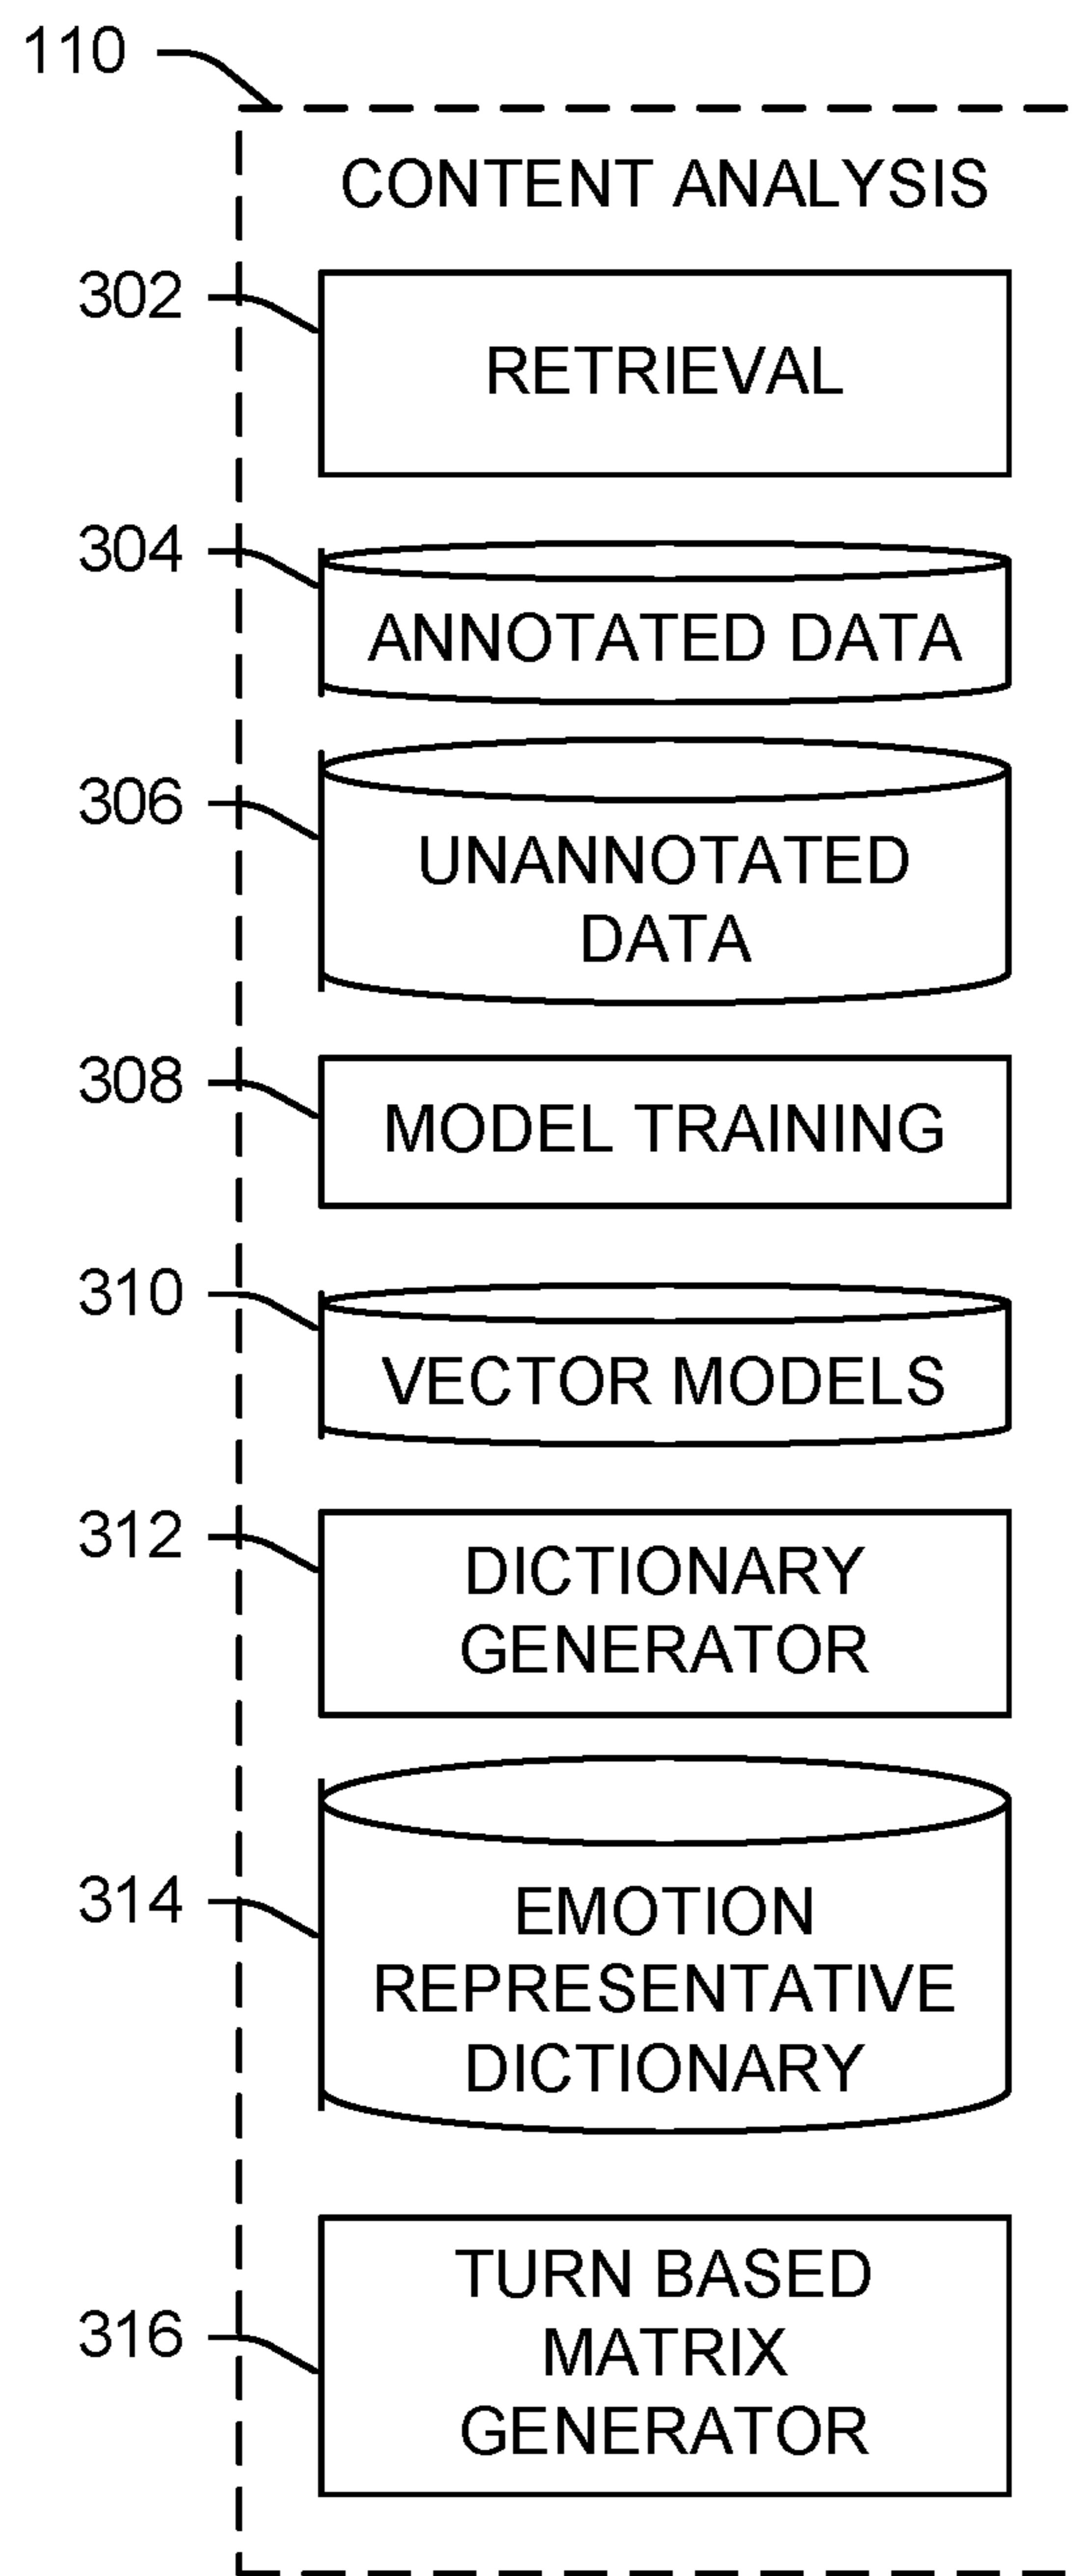 110
CONTENT ANALYSIS
302
RETRIEVAL
304
ANNOTATED DATA
306
UNANNOTATED
DATA
308
MODEL TRAINING
310
VECTOR MODELS
312
DICTIONARY
GENERATOR
314
EMOTION
REPRESENTATIVE
DICTIONARY
316
TURN BASED
MATRIX
GENERATOR